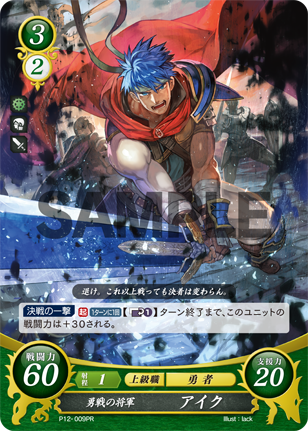 3
2
SAMPLE
退け。これ以上戦っても決着は変わらん。
決戦の一撃 起 1ターンに1回 [1]ターン終了まで、このユニットの
戦闘力は+30される。
戦闘力
60
射程 1 上級職 勇者
支援力
20
勇戦の将軍 アイク
P12-009PR
Illust:lack